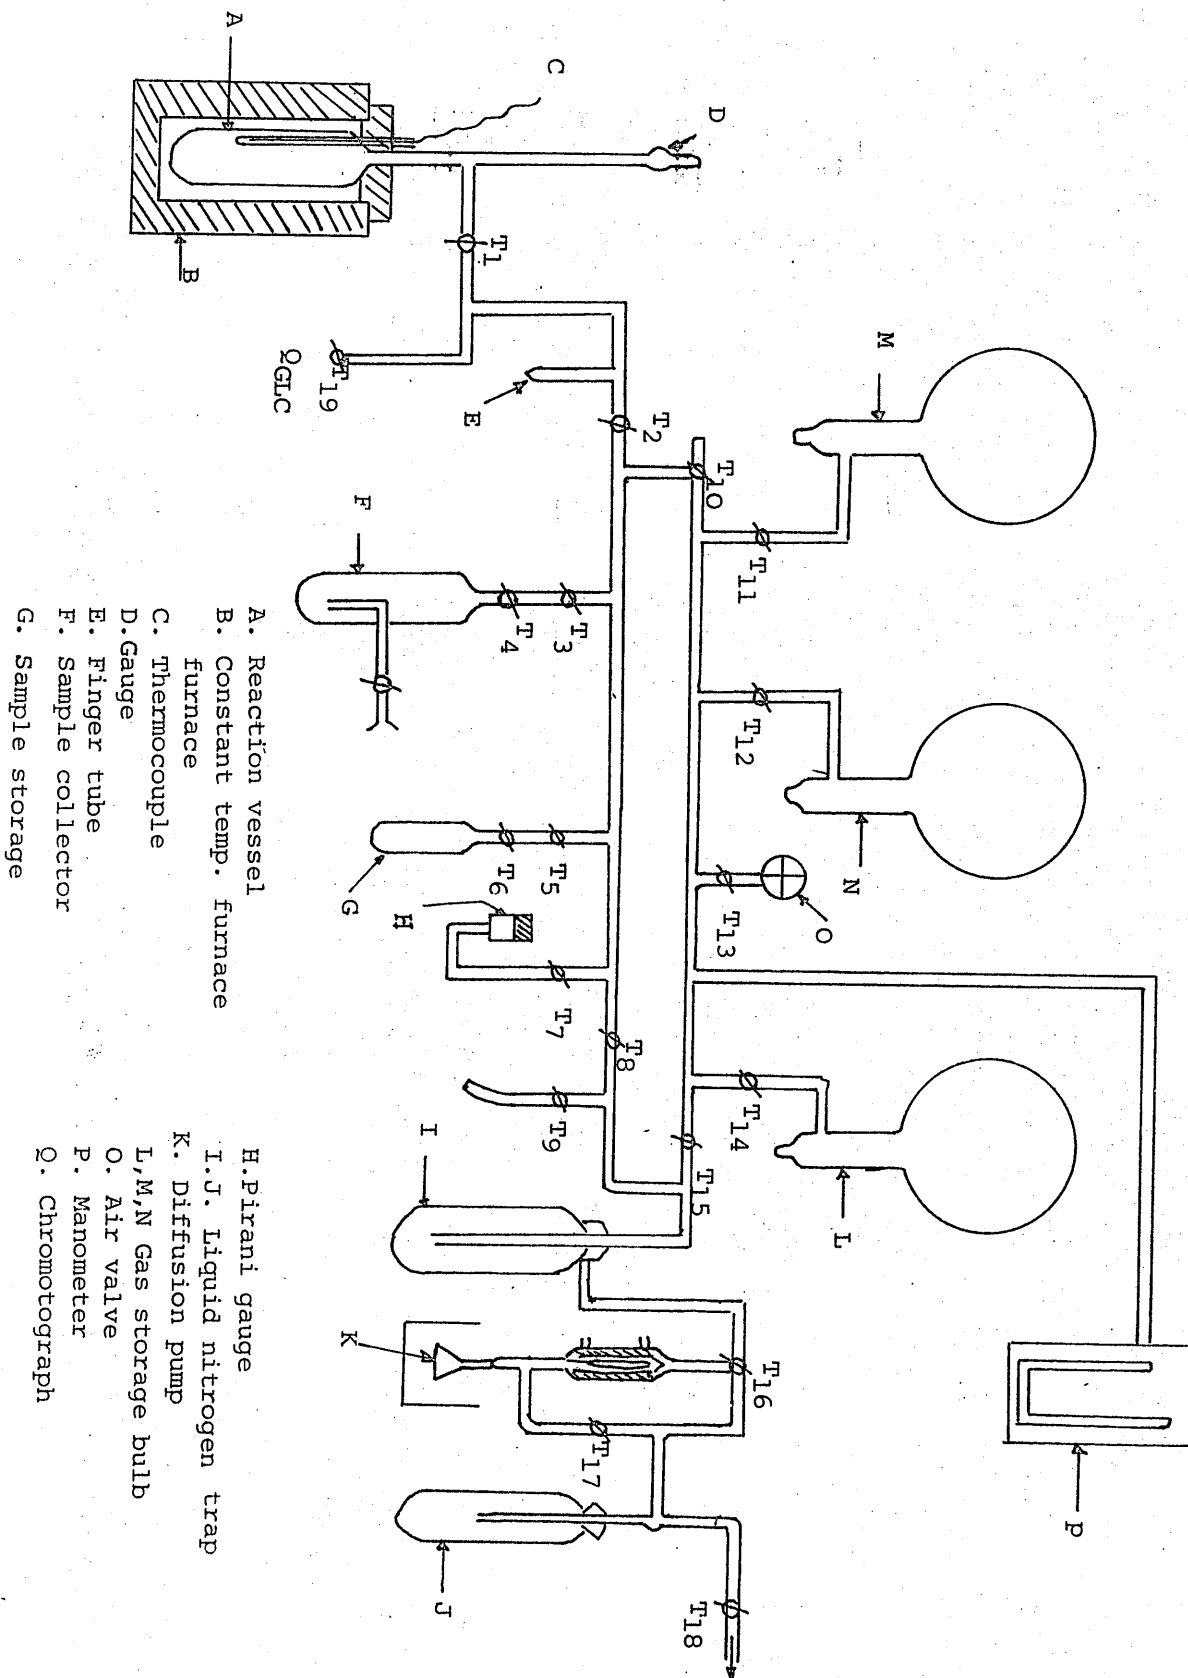 A
C
D
B
T1
T19
QGLC
E
T2
T10
M
T11
F
T4
T3
T12
N
G
T6
T5
H
T7
T13
O
T8
T9
T14
L
I
T15
K
T16
T17
P
J
T18
A. Reaction vessel
B. Constant temp. furnace
furnace
C. Thermocouple
D.Gauge
E. Finger tube
F. Sample collector
G. Sample storage
H.Pirani gauge
I.J. Liquid nitrogen trap
K. Diffusion pump
L,M,N Gas storage bulb
O. Air valve
P. Manometer
Q. Chromotograph